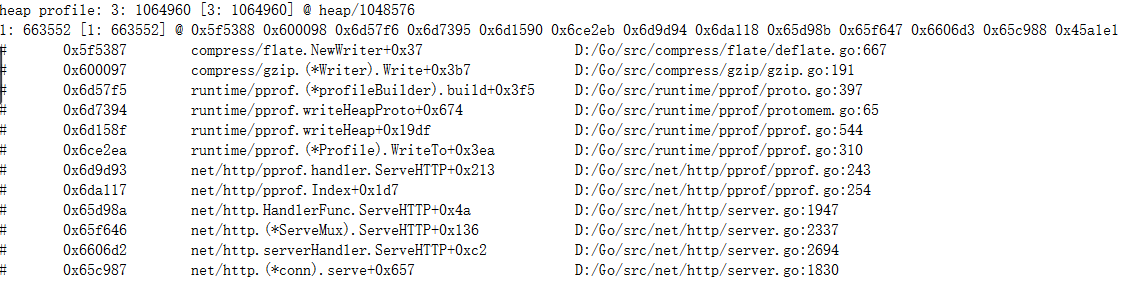 heap profile: 3: 1064960 [3: 1064960] @ heap/1048576
1: 663552 [1: 663552] @ 0x5f5388 0x600098 0x6d57f6 0x6d7395 0x6d1590 0x6ce2eb 0x6d9d94 0x6da118 0x65d98b 0x65f647 0x6606d3 0x65c988 0x45a1e1
# 0x5f5387 compress/flate.NewWriter+0x37 D:/Go/src/compress/flate/deflate.go:667
# 0x600097 compress/gzip.(*Writer).Write+0x3b7 D:/Go/src/compress/gzip/gzip.go:191
# 0x6d57f5 runtime/pprof.(*profileBuilder).build+0x3f5 D:/Go/src/runtime/pprof/proto.go:397
# 0x6d7394 runtime/pprof.writeHeapProto+0x674 D:/Go/src/runtime/pprof/protomem.go:65
# 0x6d158f runtime/pprof.writeHeap+0x19df D:/Go/src/runtime/pprof/pprof.go:544
# 0x6ce2ea runtime/pprof.(*Profile).WriteTo+0x3ea D:/Go/src/runtime/pprof/pprof.go:310
# 0x6d9d93 net/http/pprof.handler.ServeHTTP+0x213 D:/Go/src/net/http/pprof/pprof.go:243
# 0x6da117 net/http/pprof.Index+0x1d7 D:/Go/src/net/http/pprof/pprof.go:254
# 0x65d98a net/http.HandlerFunc.ServeHTTP+0x4a D:/Go/src/net/http/server.go:1947
# 0x65f646 net/http.(*ServeMux).ServeHTTP+0x136 D:/Go/src/net/http/server.go:2337
# 0x6606d2 net/http.serverHandler.ServeHTTP+0xc2 D:/Go/src/net/http/server.go:2694
# 0x65c987 net/http.(*conn).serve+0x657 D:/Go/src/net/http/server.go:1830